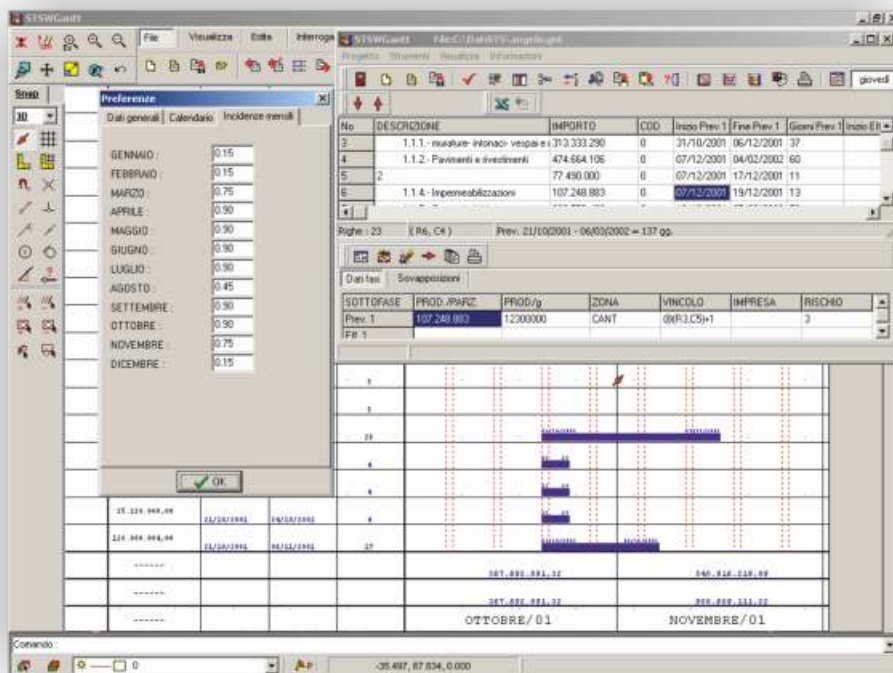 STSWGantt
File Visualizza Edita Interroga
Snap
3D
Preferenze
Dati generali Calendario Incidenze mensili
GENNAIO : 0.15
FEBBRAIO : 0.15
MARZO : 0.75
APRILE : 0.90
MAGGIO : 0.90
GIUGNO : 0.90
LUGLIO : 0.90
AGOSTO : 0.45
SETTEMBRE : 0.90
OTTOBRE : 0.90
NOVEMBRE : 0.75
DICEMBRE : 0.15
OK
STSWGantt
Progetto Strumenti Visualizza Informazioni
giovedì
No DESCRIZIONE IMPORTO COD Inizio Prev.1 Fine Prev.1 Giorni Prev.1 Inizio Eff
3 1.1.1.- murature- intonaci- vespai e 313.333.290 0 31/10/2001 06/12/2001 37
4 1.1.2.- Pavimenti e rivestimenti 474.664.106 0 07/12/2001 04/02/2002 60
5 2 77.490.000 0 07/12/2001 17/12/2001 11
6 1.1.4.- Impermeabilizzazioni 107.248.883 0 07/12/2001 19/12/2001 13
Righe : 23 (R6, C4) Prev. 21/10/2001 - 06/03/2002 = 137 gg.
Dati fasi Sovrapposizioni
SOTTOFASE PROD./PARZ. PROD/g ZONA VINCOLO IMPRESA RISCHIO
Prev. 1 107.248.883 12300000 CANT @(R3,C5)+1 3
Eff.1
OTTOBRE/01 NOVEMBRE/01
Comando :
0
P :
-35.497, 87.834, 0.000